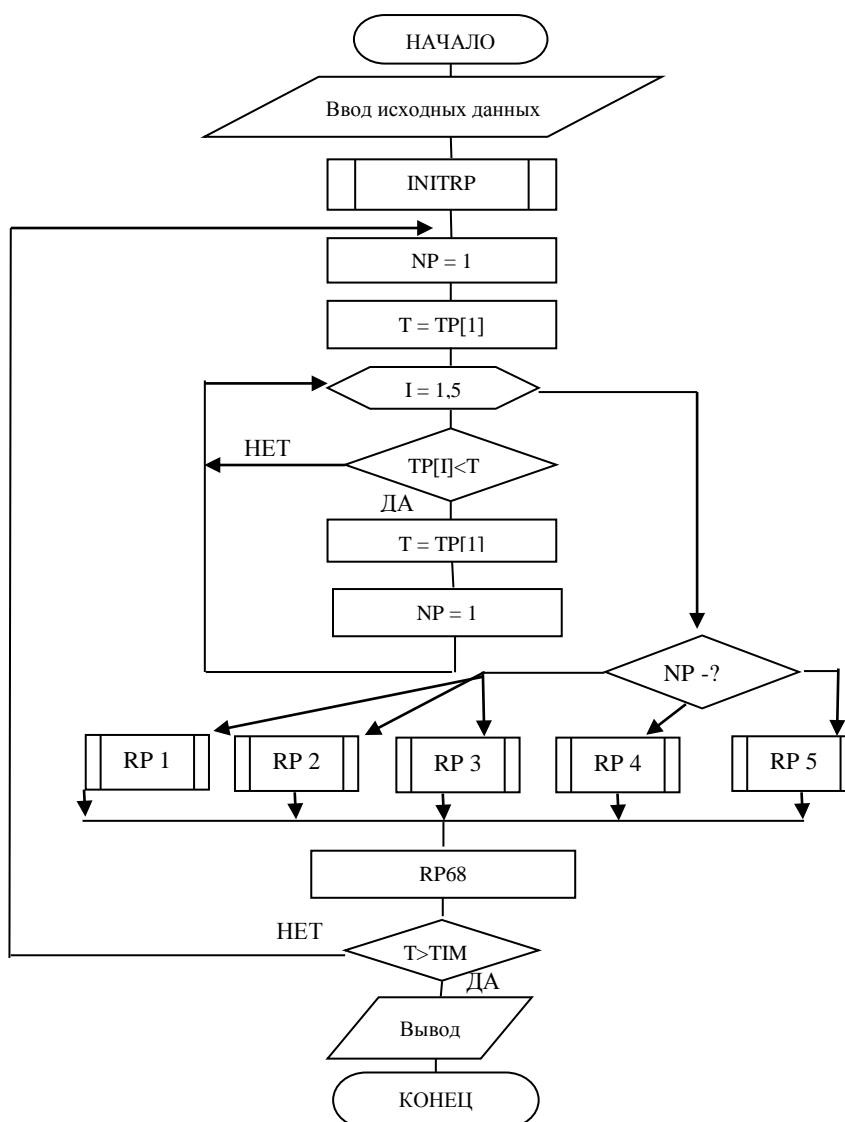 НАЧАЛО
Ввод исходных данных
INITRP
NP = 1
T = TP[1]
I = 1,5
НЕТ
TP[I]<T
ДА
T = TP[1]
NP = 1
NP -?
RP 1
RP 2
RP 3
RP 4
RP 5
RP68
НЕТ
T>TIM
ДА
Вывод
КОНЕЦ